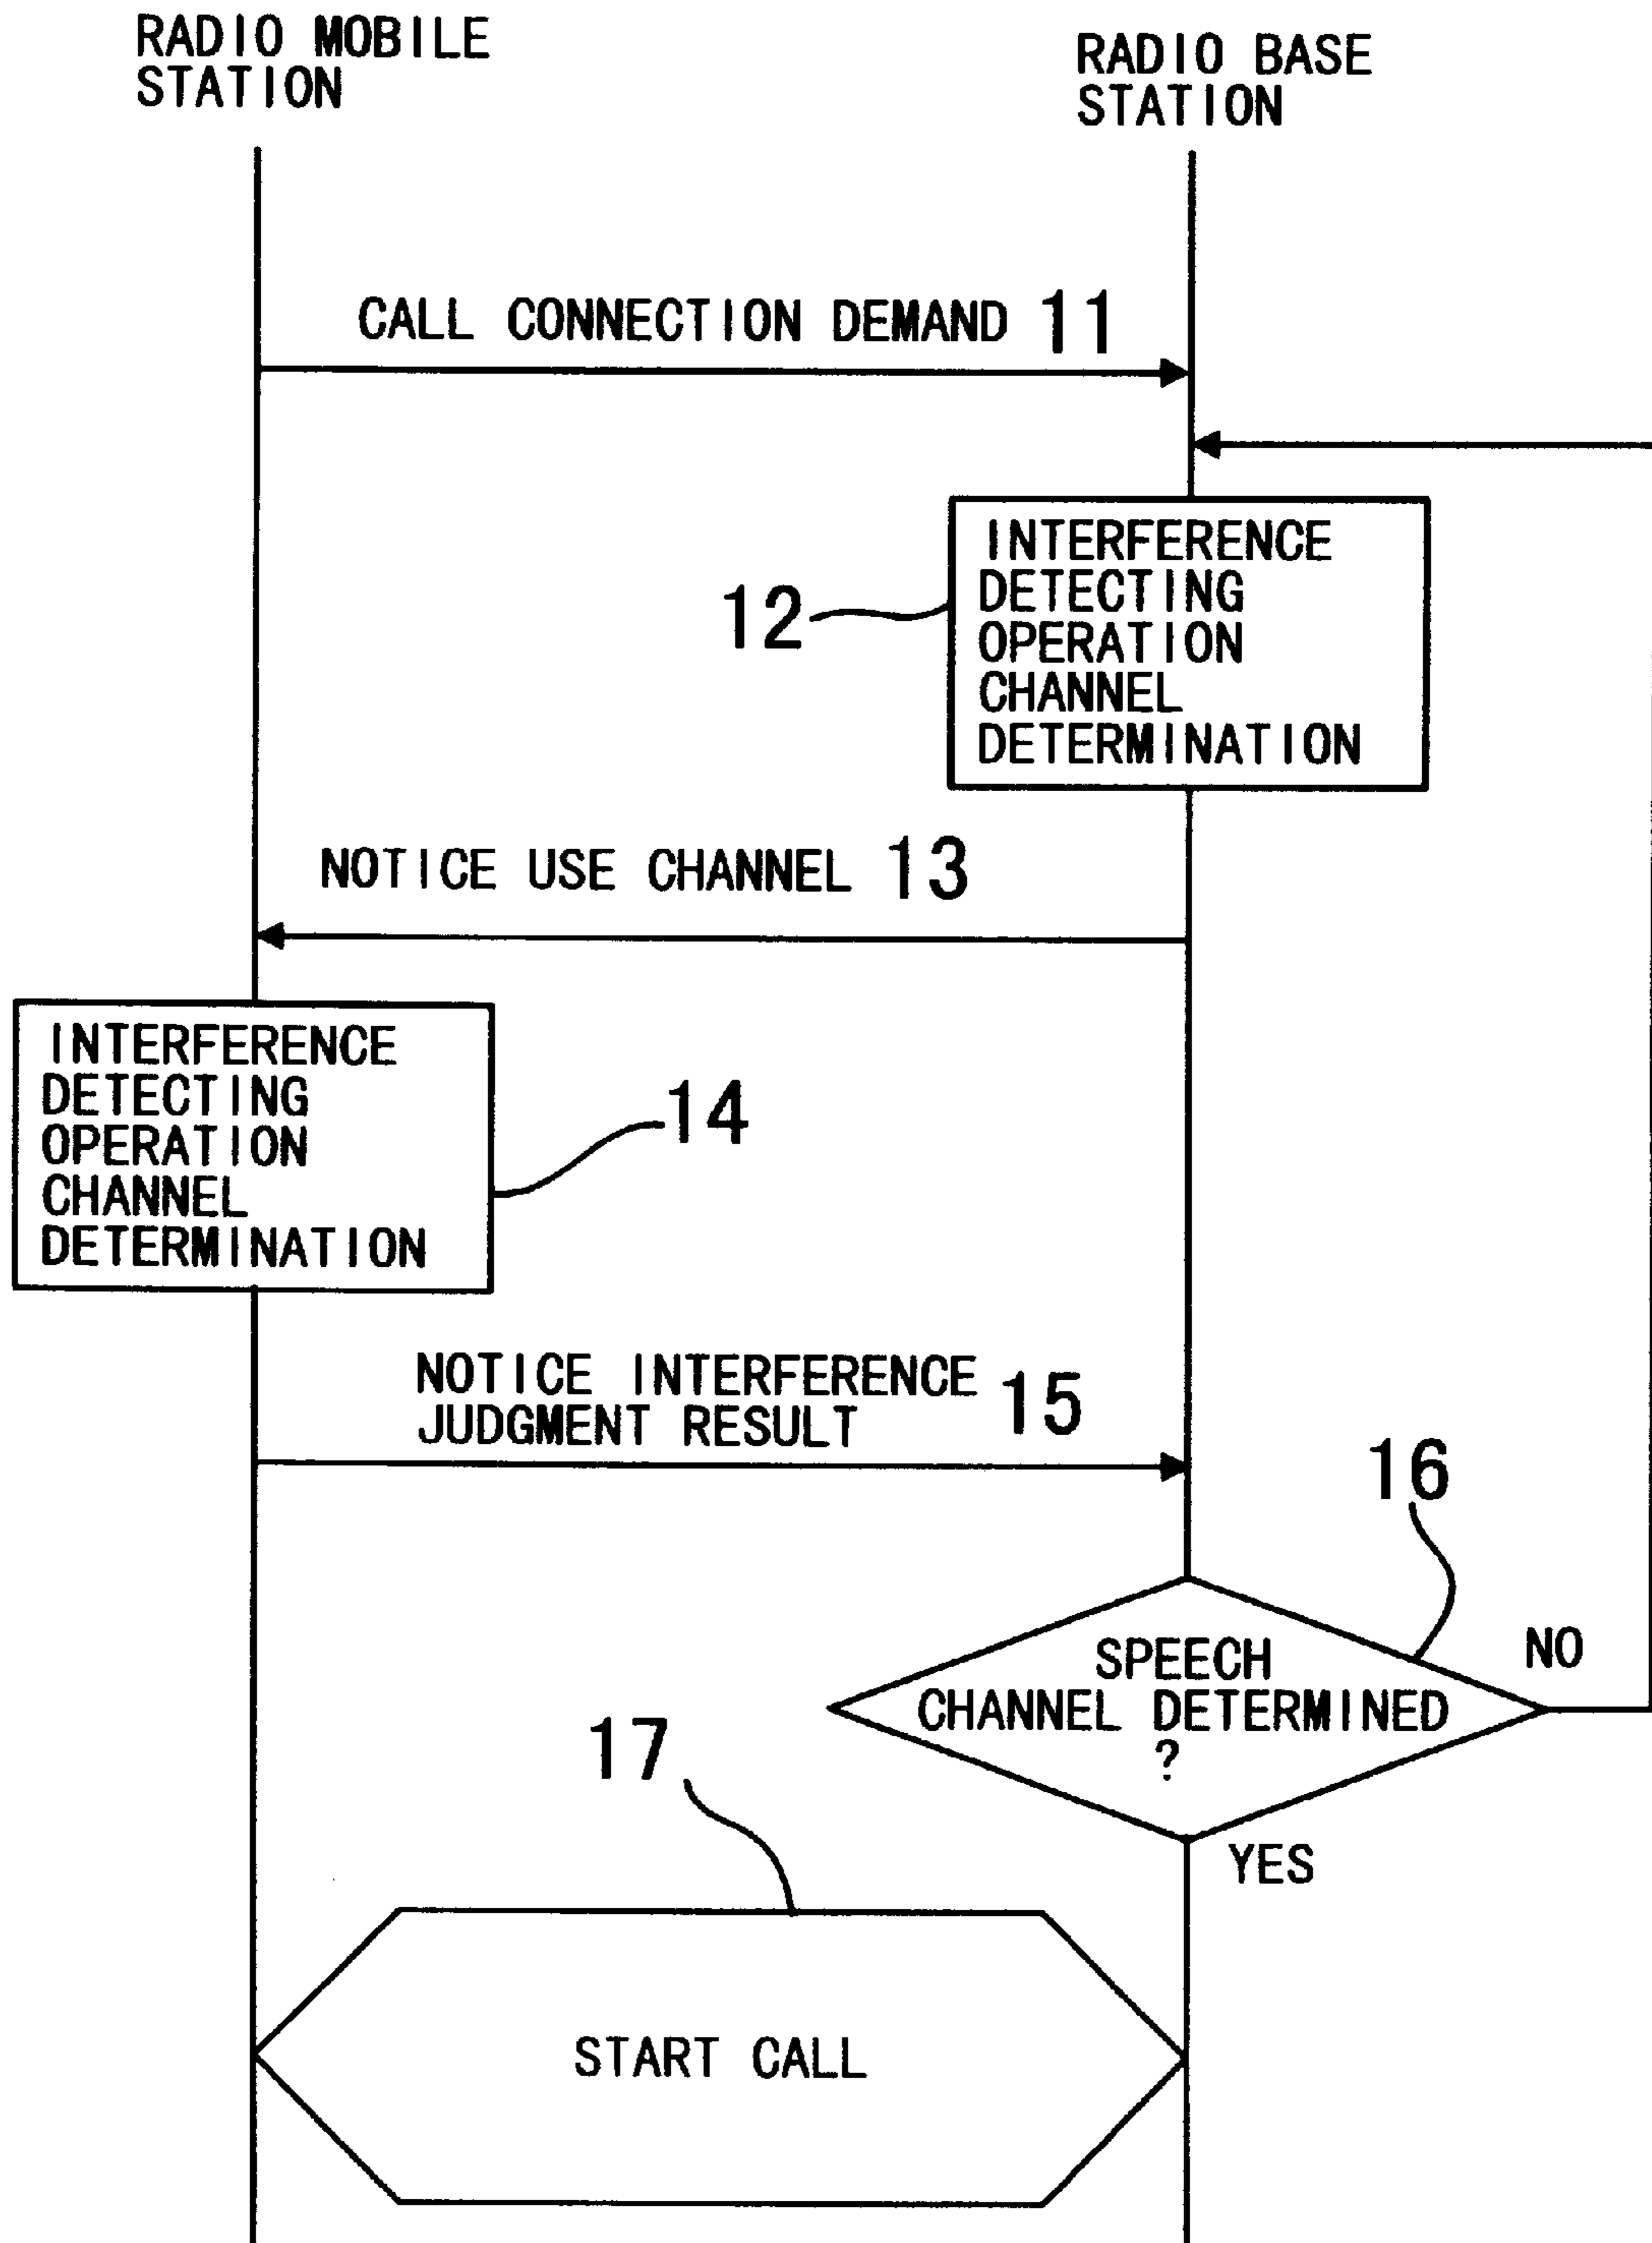 RADIO MOBILE
STATION
RADIO BASE
STATION
CALL CONNECTION DEMAND 11
INTERFERENCE
DETECTING
OPERATION
CHANNEL
DETERMINATION
12
NOTICE USE CHANNEL 13
INTERFERENCE
DETECTING
OPERATION
CHANNEL
DETERMINATION
14
NOTICE INTERFERENCE
JUDGMENT RESULT
15
16
SPEECH
CHANNEL DETERMINED
?
NO
YES
17
START CALL